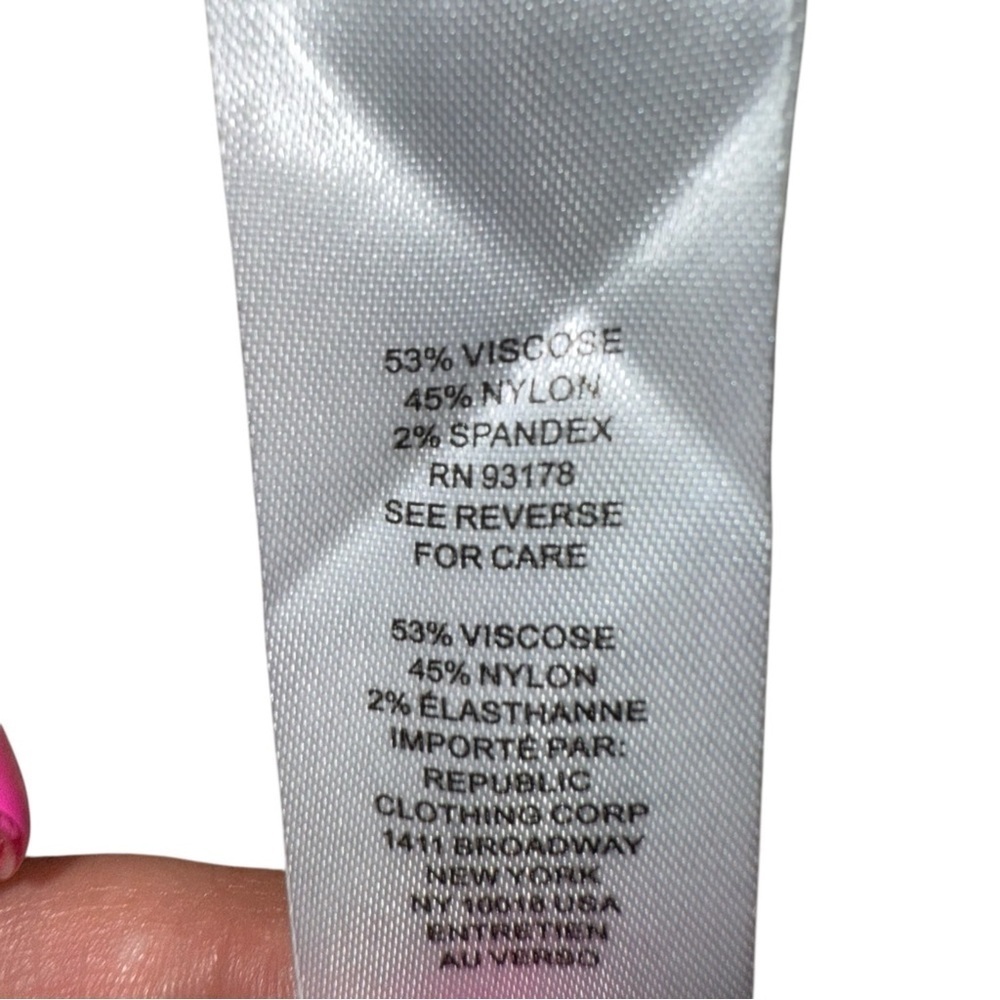 53% VISCOSE
45% NYLON
2% SPANDEX
RN 93178
SEE REVERSE
FOR CARE
53% VISCOSE
45% NYLON
2% ÉLASTHANNE
IMPORTÉ PAR:
REPUBLIC
CLOTHING CORP
1411 BROADWAY
NEW YORK
NY 10018 USA
ENTRETIEN
AU VERSO